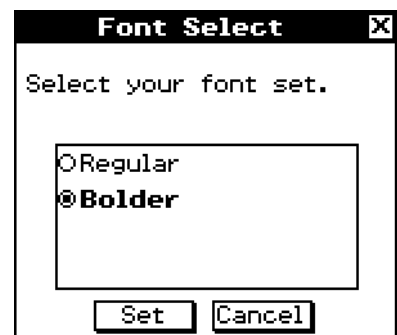 Font Select X
Select your font set.
Regular
Bolder
Set Cancel